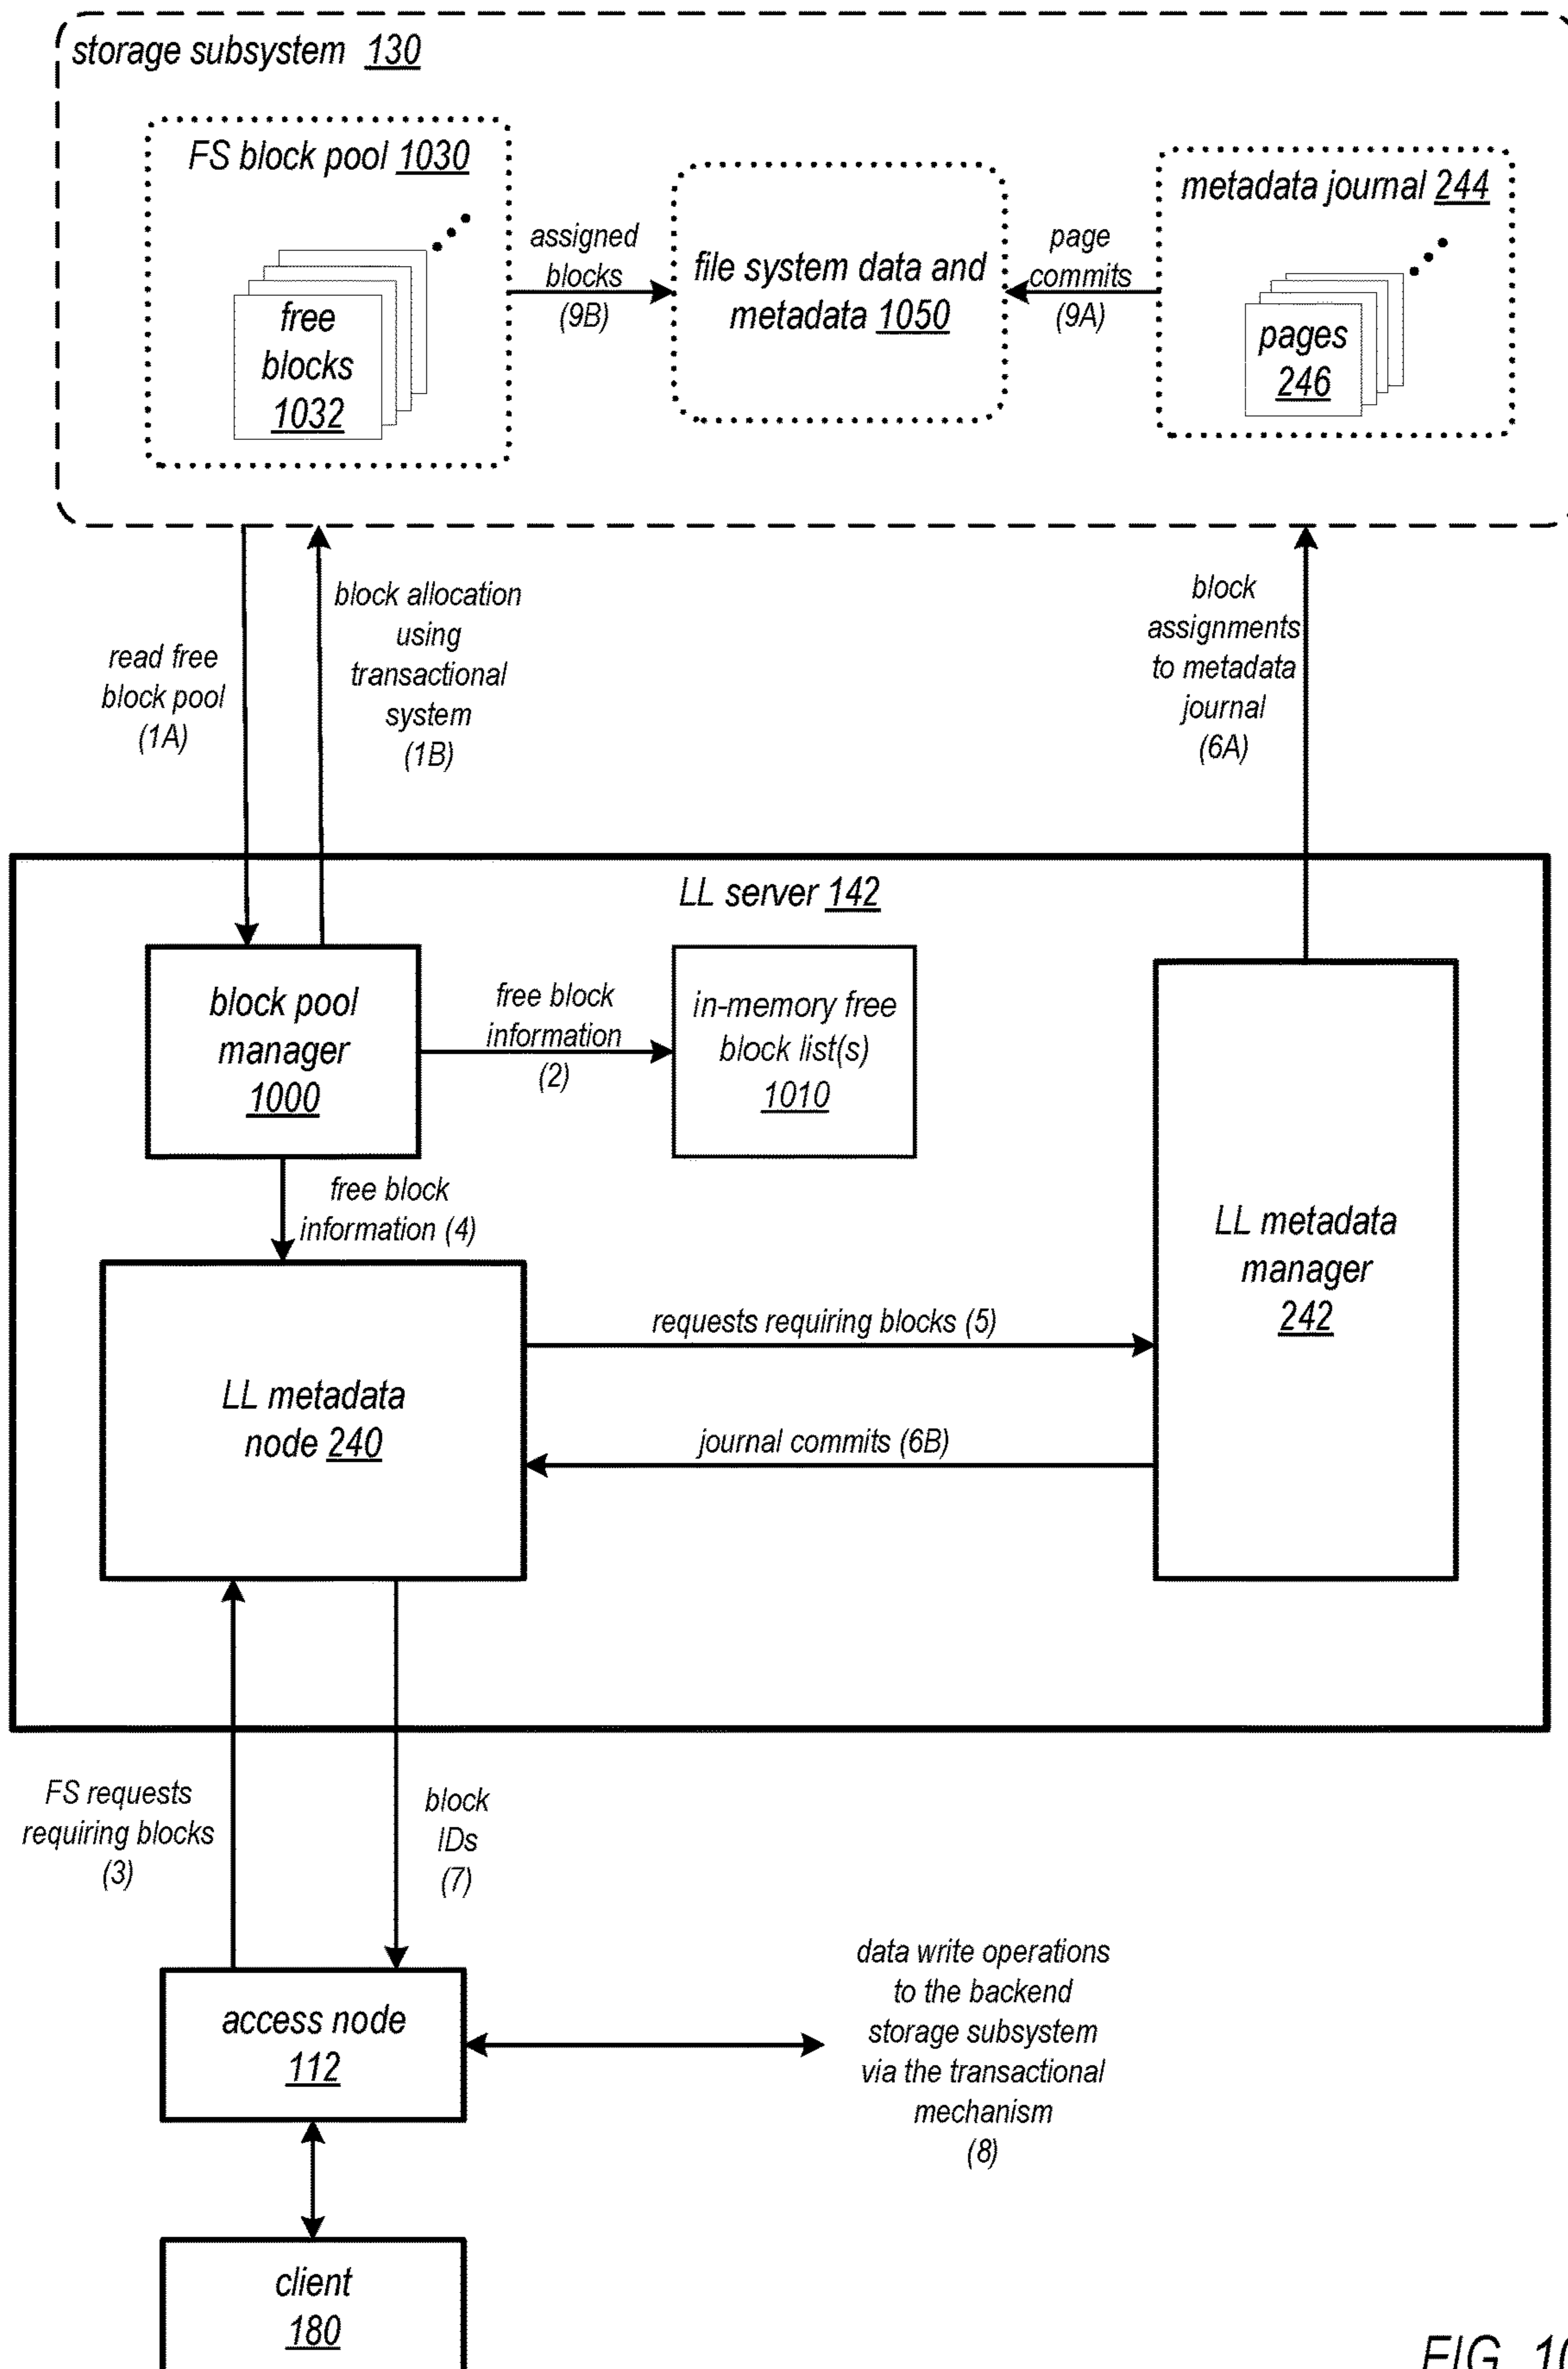 storage subsystem 130
FS block pool 1030
free
blocks
1032
assigned
blocks
(9B)
file system data and
metadata 1050
page
commits
(9A)
metadata journal 244
pages
246
read free
block pool
(1A)
block allocation
using
transactional
system
(1B)
block
assignments
to metadata
journal
(6A)
LL server 142
block pool
manager
1000
free block
information
(2)
in-memory free
block list(s)
1010
free block
information (4)
LL metadata
manager
242
requests requiring blocks (5)
LL metadata
node 240
journal commits (6B)
FS requests
requiring blocks
(3)
block
IDs
(7)
access node
112
data write operations
to the backend
storage subsystem
via the transactional
mechanism
(8)
client
180
FIG. 10